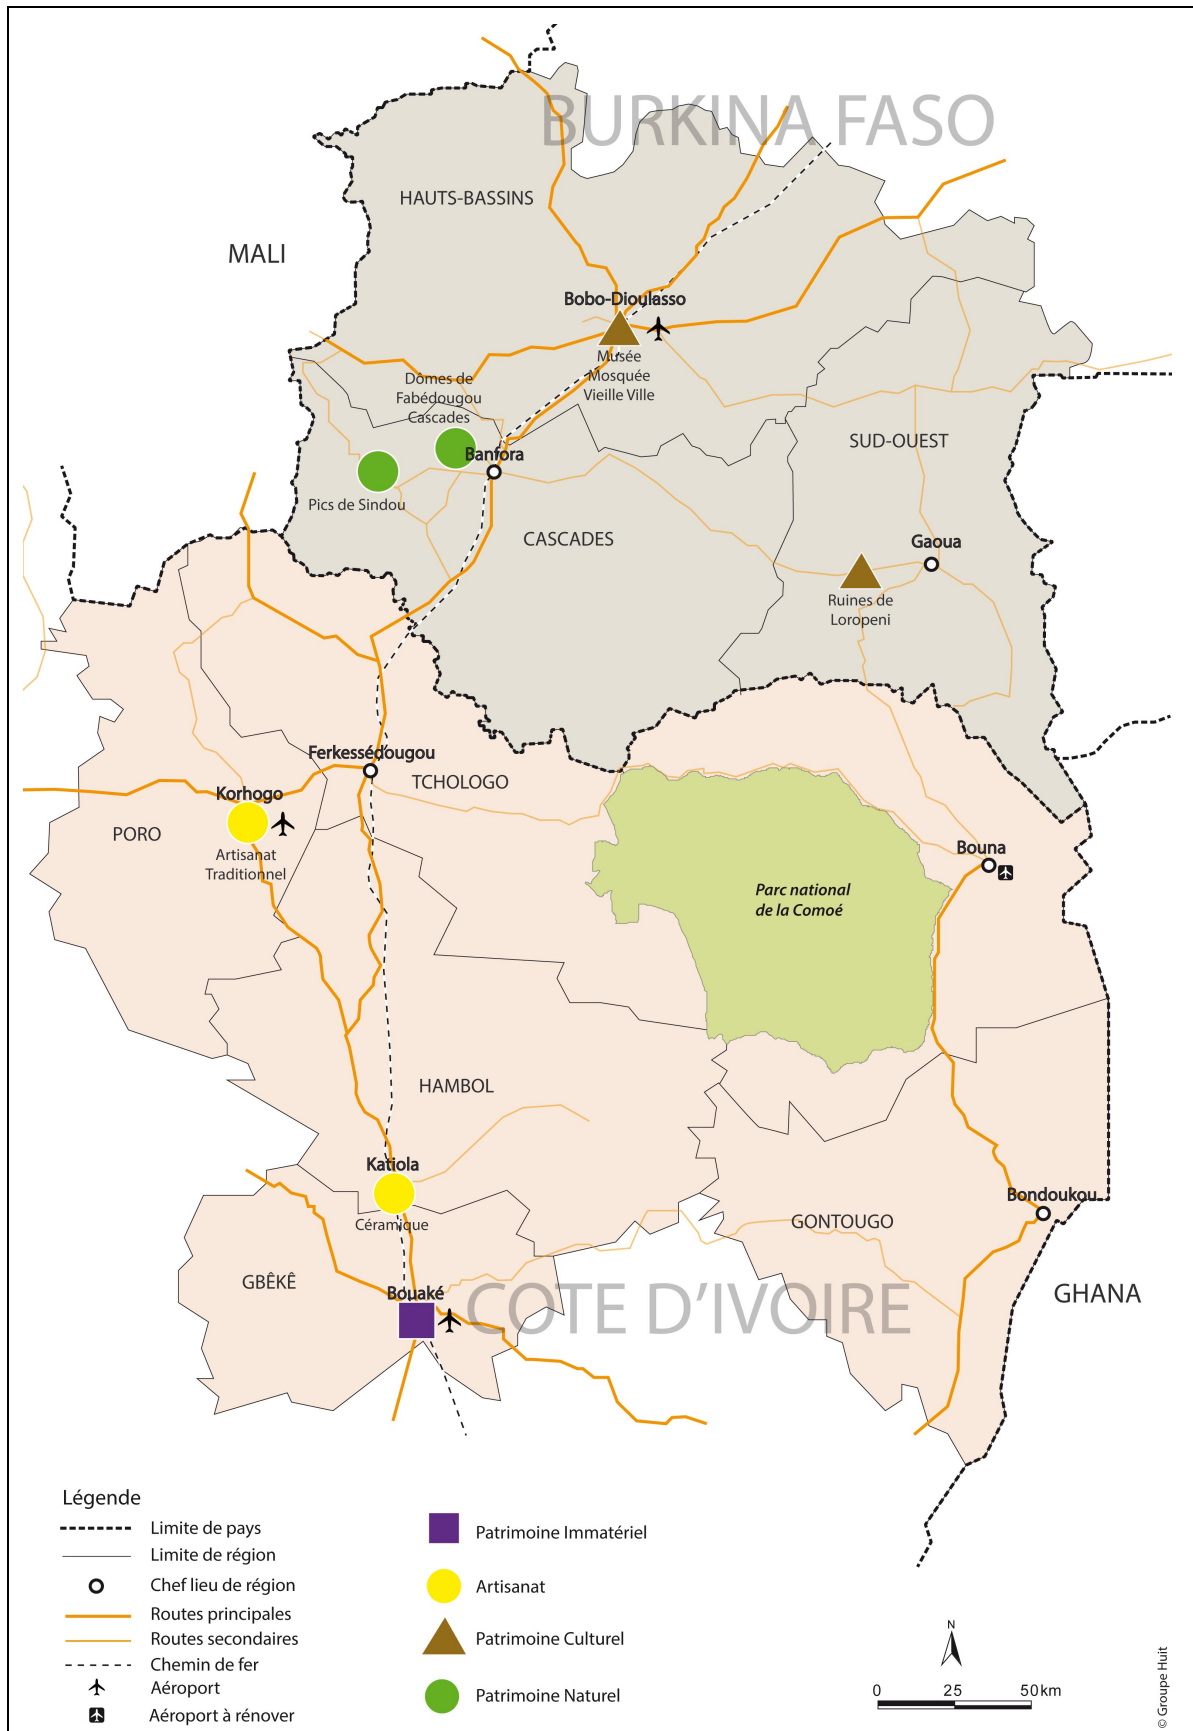 BURKINA FASO
HAUTS-BASSINS
MALI
Bobo-Dioulasso
Musée
Mosquée
Vieille Ville
Dômes de
Fabédougou
Cascades
SUD-OUEST
Banfora
Pics de Sindou
CASCADES
Gaoua
Ruines de
Loropeni
Ferkessédougou
TCHOLOGO
Korhogo
PORO
Artisanat
Traditionnel
Bouna
Parc national
de la Comoé
HAMBOL
Katiola
Céramique
Bondoukou
GONTOUGO
GBÊKÊ
Bouaké
COTE D'IVOIRE
GHANA
Légende
Limite de pays
Limite de région
Chef lieu de région
Routes principales
Routes secondaires
Chemin de fer
Aéroport
Aéroport à rénover
Patrimoine Immatériel
Artisanat
Patrimoine Culturel
Patrimoine Naturel
N
0 25 50 km
© Groupe Huit